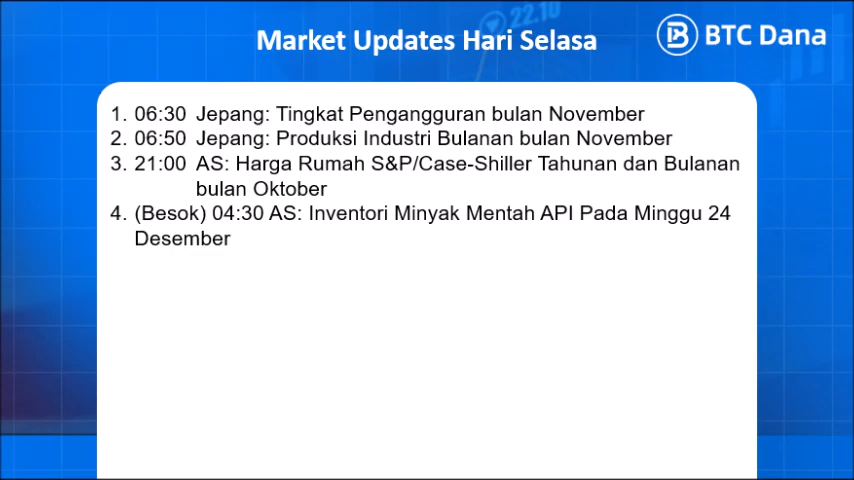 22.10
Market Updates Hari Selasa
BTC Dana
1. 06:30 Jepang: Tingkat Pengangguran bulan November
2. 06:50 Jepang: Produksi Industri Bulanan bulan November
3. 21:00 AS: Harga Rumah S&P/Case-Shiller Tahunan dan Bulanan
bulan Oktober
4. (Besok) 04:30 AS: Inventori Minyak Mentah API Pada Minggu 24
Desember